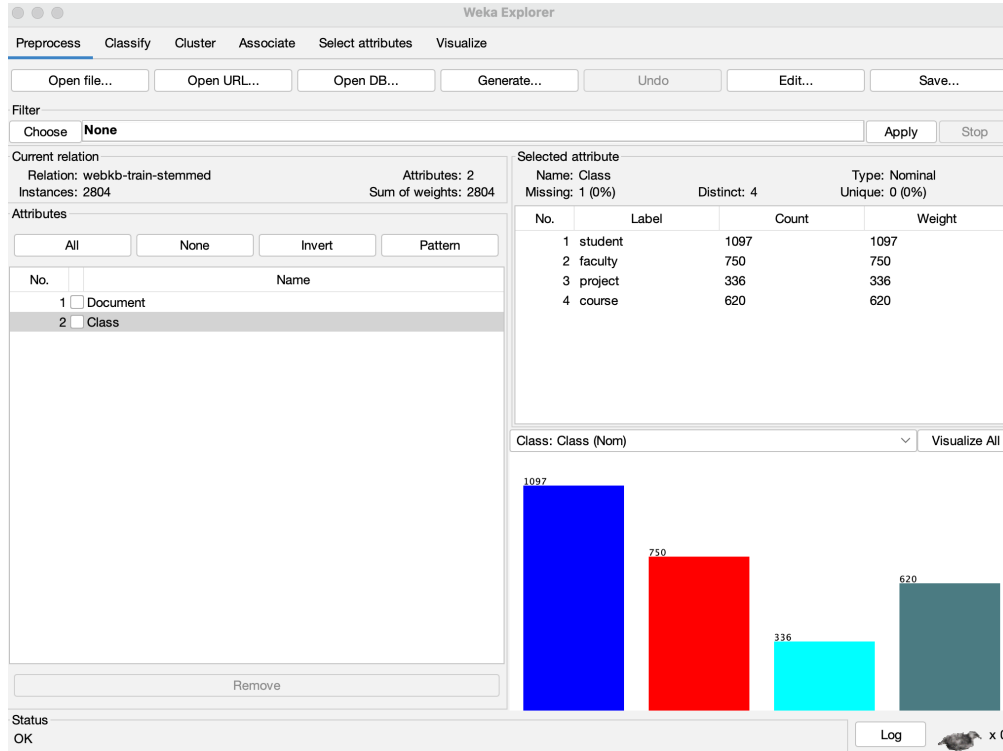 Weka Explorer
Preprocess Classify Cluster Associate Select attributes Visualize
Open file... Open URL... Open DB... Generate... Undo Edit... Save...
Filter
Choose None Apply Stop
Current relation
Relation: webkb-train-stemmed Attributes: 2
Instances: 2804 Sum of weights: 2804
Attributes
All None Invert Pattern
No. Name
1 Document
2 Class
Remove
Selected attribute
Name: Class Type: Nominal
Missing: 1 (0%) Distinct: 4 Unique: 0 (0%)
No. Label Count Weight
1 student 1097 1097
2 faculty 750 750
3 project 336 336
4 course 620 620
Class: Class (Nom) Visualize All
1097
750
336
620
Status
OK
Log x